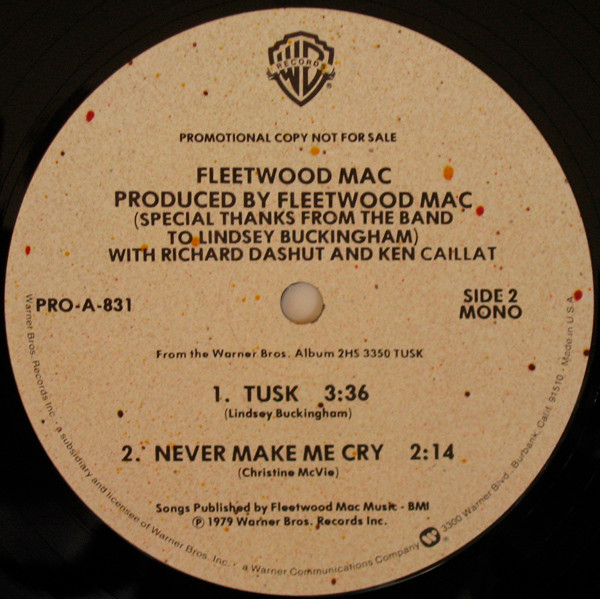 WB
RECORDS
®
PROMOTIONAL COPY NOT FOR SALE
FLEETWOOD MAC
PRODUCED BY FLEETWOOD MAC
(SPECIAL THANKS FROM THE BAND
TO LINDSEY BUCKINGHAM)
WITH RICHARD DASHUT AND KEN CAILLAT
PRO-A-831
SIDE 2
MONO
From the Warner Bros. Album 2HS 3350 TUSK
1. TUSK 3:36
(Lindsey Buckingham)
2. NEVER MAKE ME CRY 2:14
(Christine McVie)
Songs Published by Fleetwood Mac Music - BMI
℗ 1979 Warner Bros. Records Inc.
Warner Bros. Records Inc. · a subsidiary and licensee of Warner Bros. Inc. · a Warner Communications Company 3300 Warner Blvd., Burbank, Calif. 91510 · Made in U.S.A.